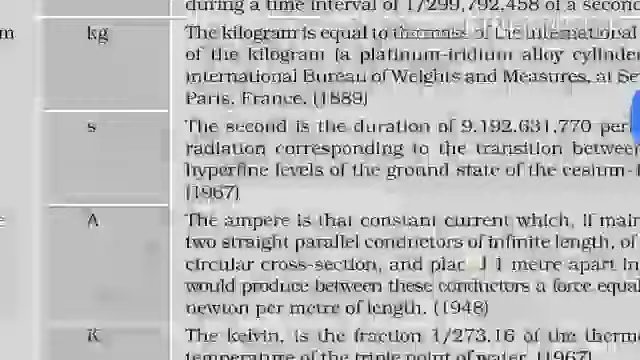 during a time interval of 1/299,792,458 of a second
m kg The kilogram is equal to the mass of the international
of the kilogram (a platinum-iridium alloy cylinder
international Bureau of Weights and Measures, at Se
Paris, France. (1889)
s The second is the duration of 9,192,631,770 per
radiation corresponding to the transition between
hyperfine levels of the ground state of the cesium-
(1967)
e A The ampere is that constant current which, if main
two straight parallel conductors of infinite length, of
circular cross-section, and plac 1 metre apart in
would produce between these conductors a force equal
newton per metre of length. (1948)
K The kelvin, is the fraction 1/273.16 of the therm
temperature of the triple point of water. (1967)